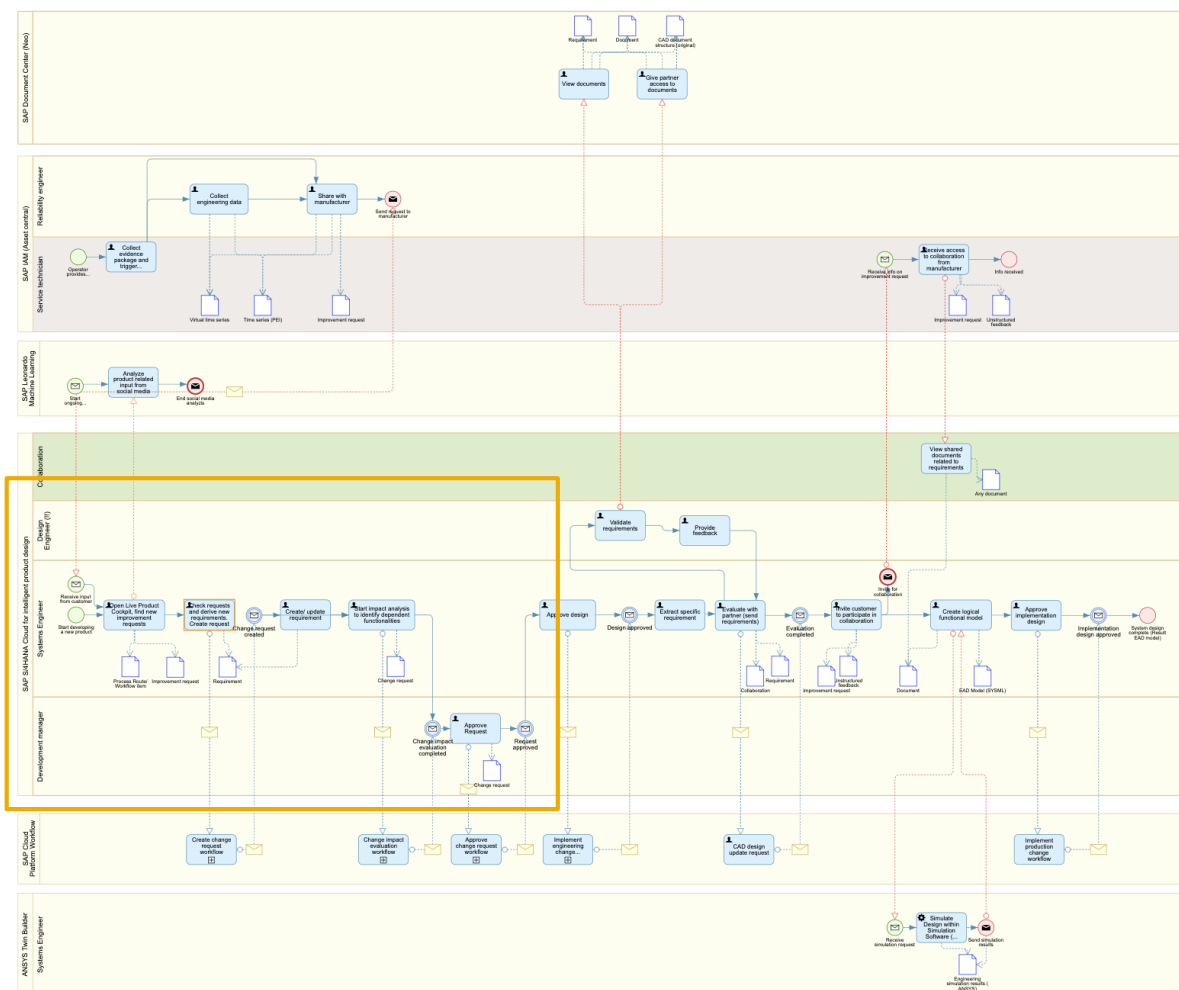 SAP Document Center (Neo)
Requirement
Document
CAD document
structure (original)
View documents
Give partner
access to
documents
SAP IAM (Asset central)
Reliability engineer
Collect
engineering data
Share with
manufacturer
Send request to
manufacturer
Service technician
Operator
provides...
Collect
evidence
package and
trigger...
Virtual time series
Time series (PEI)
Improvement request
Receive info on
improvement request
Receive access
to collaboration
from
manufacturer
Info received
Improvement request
Unstructured
feedback
SAP Leonardo
Machine Learning
Start
ongoing...
Analyze
product related
input from
social media
End social media
analyzis
SAP S/4HANA Cloud for intelligent product design
Collaboration
View shared
documents
related to
requirements
Any document
Design
Engineer (!!)
Validate
requirements
Provide
feedback
Systems Engineer
Receive input
from customer
Start developing
a new product
Open Live Product
Cockpit, find new
improvement
requests
Check requests
and derive new
requirements.
Create request
Change request
created
Create/ update
requirement
Start impact analysis
to identify dependent
functionalities
Approve design
Design approved
Extract specific
requirement
Evaluate with
partner (send
requirements)
Evaluation
completed
Invite for
collaboration
Invite customer
to participate in
collaboration
Create logical
functional model
Approve
implementation
design
Implementation
design approved
System design
complete (Result
EAD model)
Process Route/
Workflow item
Improvement request
Requirement
Change request
Collaboration
Requirement
Improvement request
Unstructured
feedback
Document
EAD Model (SYSML)
Development manager
Change impact
evaluation
completed
Approve
Request
Request
approved
Change request
SAP Cloud
Platform Workflow
Create change
request
workflow
Change impact
evaluation
workflow
Approve
change request
workflow
Implement
engineering
change...
CAD design
update request
Implement
production
change
workflow
ANSYS Twin Builder
Systems Engineer
Receive
simulation request
Simulate
Design within
Simulation
Software (...
Send simulation
results
Engineering
simulation results (
ANSYS)